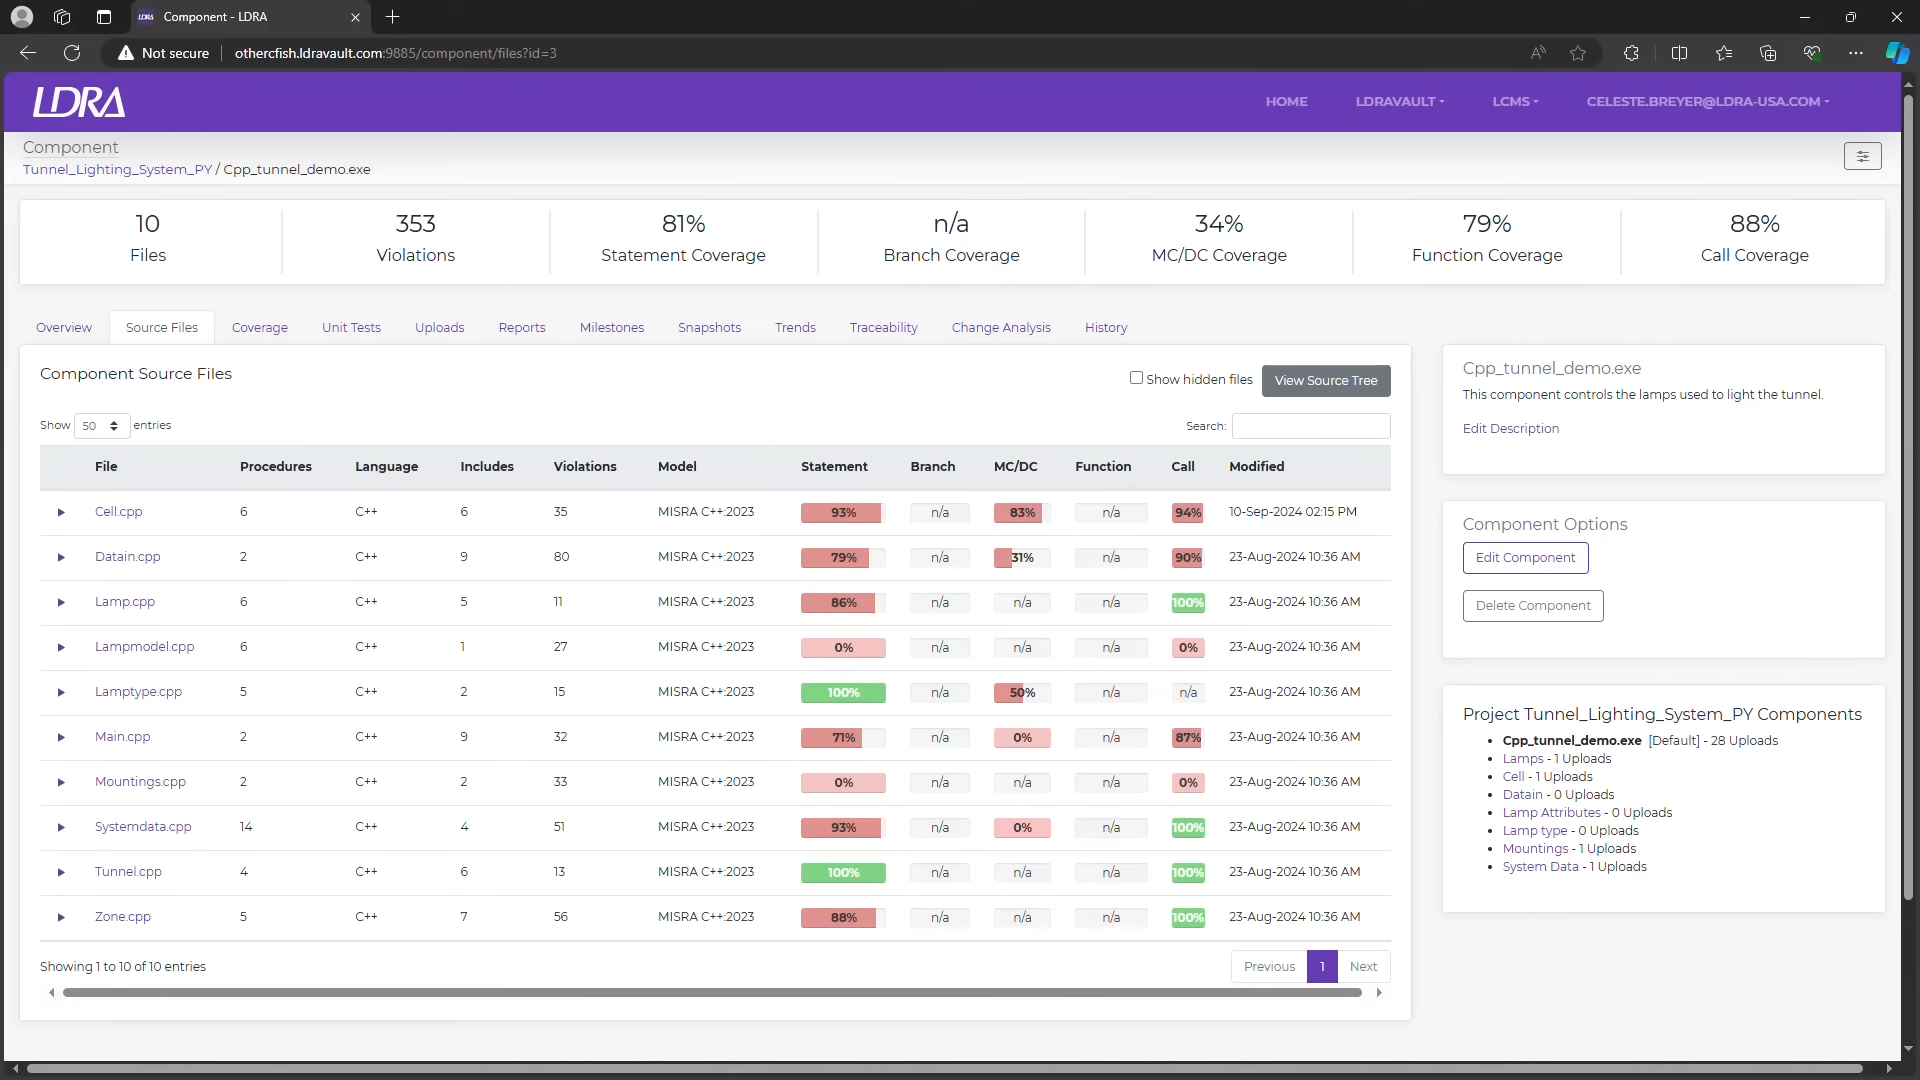 Component - LDRA
Not secure
othercfish.ldravault.com:9885/component/files?id=3
LDRA
HOME
LDRAVAULT
LCMS
CELESTE.BREYER@LDRA-USA.COM
Component
Tunnel_Lighting_System_PY / Cpp_tunnel_demo.exe
10
Files
353
Violations
81%
Statement Coverage
n/a
Branch Coverage
34%
MC/DC Coverage
79%
Function Coverage
88%
Call Coverage
Overview
Source Files
Coverage
Unit Tests
Uploads
Reports
Milestones
Snapshots
Trends
Traceability
Change Analysis
History
Component Source Files
Show hidden files
View Source Tree
Show 50 entries
Search:
File Procedures Language Includes Violations Model Statement Branch MC/DC Function Call Modified
Cell.cpp 6 C++ 6 35 MISRA C++:2023 93% n/a 83% n/a 94% 10-Sep-2024 02:15 PM
Datain.cpp 2 C++ 9 80 MISRA C++:2023 79% n/a 31% n/a 90% 23-Aug-2024 10:36 AM
Lamp.cpp 6 C++ 5 11 MISRA C++:2023 86% n/a n/a n/a 100% 23-Aug-2024 10:36 AM
Lampmodel.cpp 6 C++ 1 27 MISRA C++:2023 0% n/a n/a n/a 0% 23-Aug-2024 10:36 AM
Lamptype.cpp 5 C++ 2 15 MISRA C++:2023 100% n/a 50% n/a n/a 23-Aug-2024 10:36 AM
Main.cpp 2 C++ 9 32 MISRA C++:2023 71% n/a 0% n/a 87% 23-Aug-2024 10:36 AM
Mountings.cpp 2 C++ 2 33 MISRA C++:2023 0% n/a n/a n/a 0% 23-Aug-2024 10:36 AM
Systemdata.cpp 14 C++ 4 51 MISRA C++:2023 93% n/a 0% n/a 100% 23-Aug-2024 10:36 AM
Tunnel.cpp 4 C++ 6 13 MISRA C++:2023 100% n/a n/a n/a 100% 23-Aug-2024 10:36 AM
Zone.cpp 5 C++ 7 56 MISRA C++:2023 88% n/a n/a n/a 100% 23-Aug-2024 10:36 AM
Showing 1 to 10 of 10 entries
Previous 1 Next
Cpp_tunnel_demo.exe
This component controls the lamps used to light the tunnel.
Edit Description
Component Options
Edit Component
Delete Component
Project Tunnel_Lighting_System_PY Components
Cpp_tunnel_demo.exe [Default] - 28 Uploads
Lamps - 1 Uploads
Cell - 1 Uploads
Datain - 0 Uploads
Lamp Attributes - 0 Uploads
Lamp type - 0 Uploads
Mountings - 1 Uploads
System Data - 1 Uploads